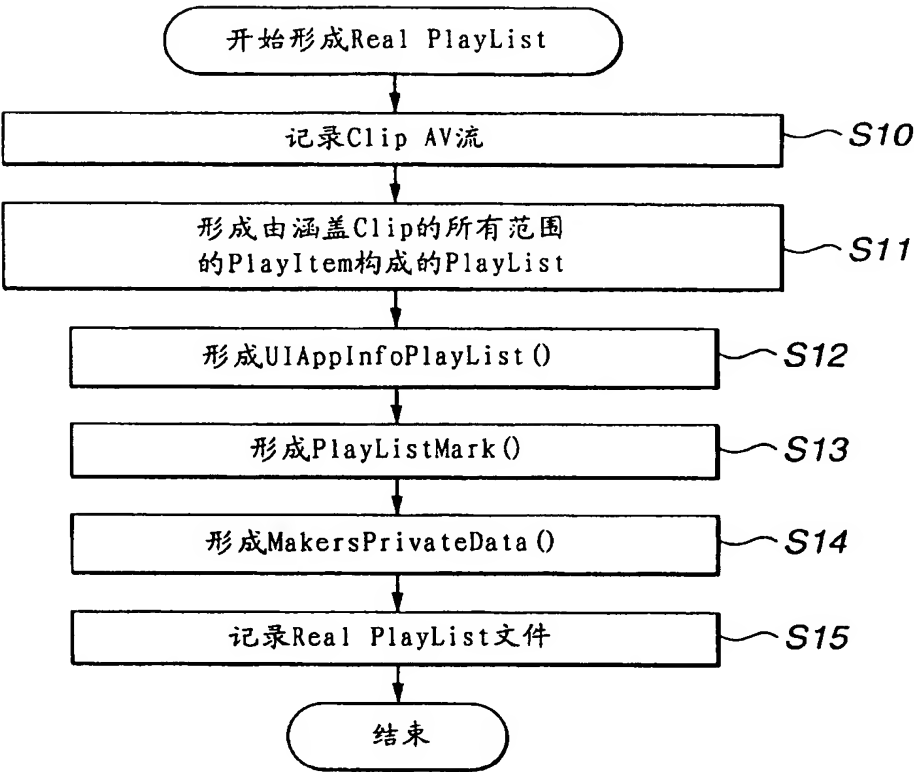 开始形成Real PlayList
记录Clip AV流
S10
形成由涵盖Clip的所有范围
的PlayItem构成的PlayList
S11
形成UIAppInfoPlayList()
S12
形成PlayListMark()
S13
形成MakersPrivateData()
S14
记录Real PlayList文件
S15
结束